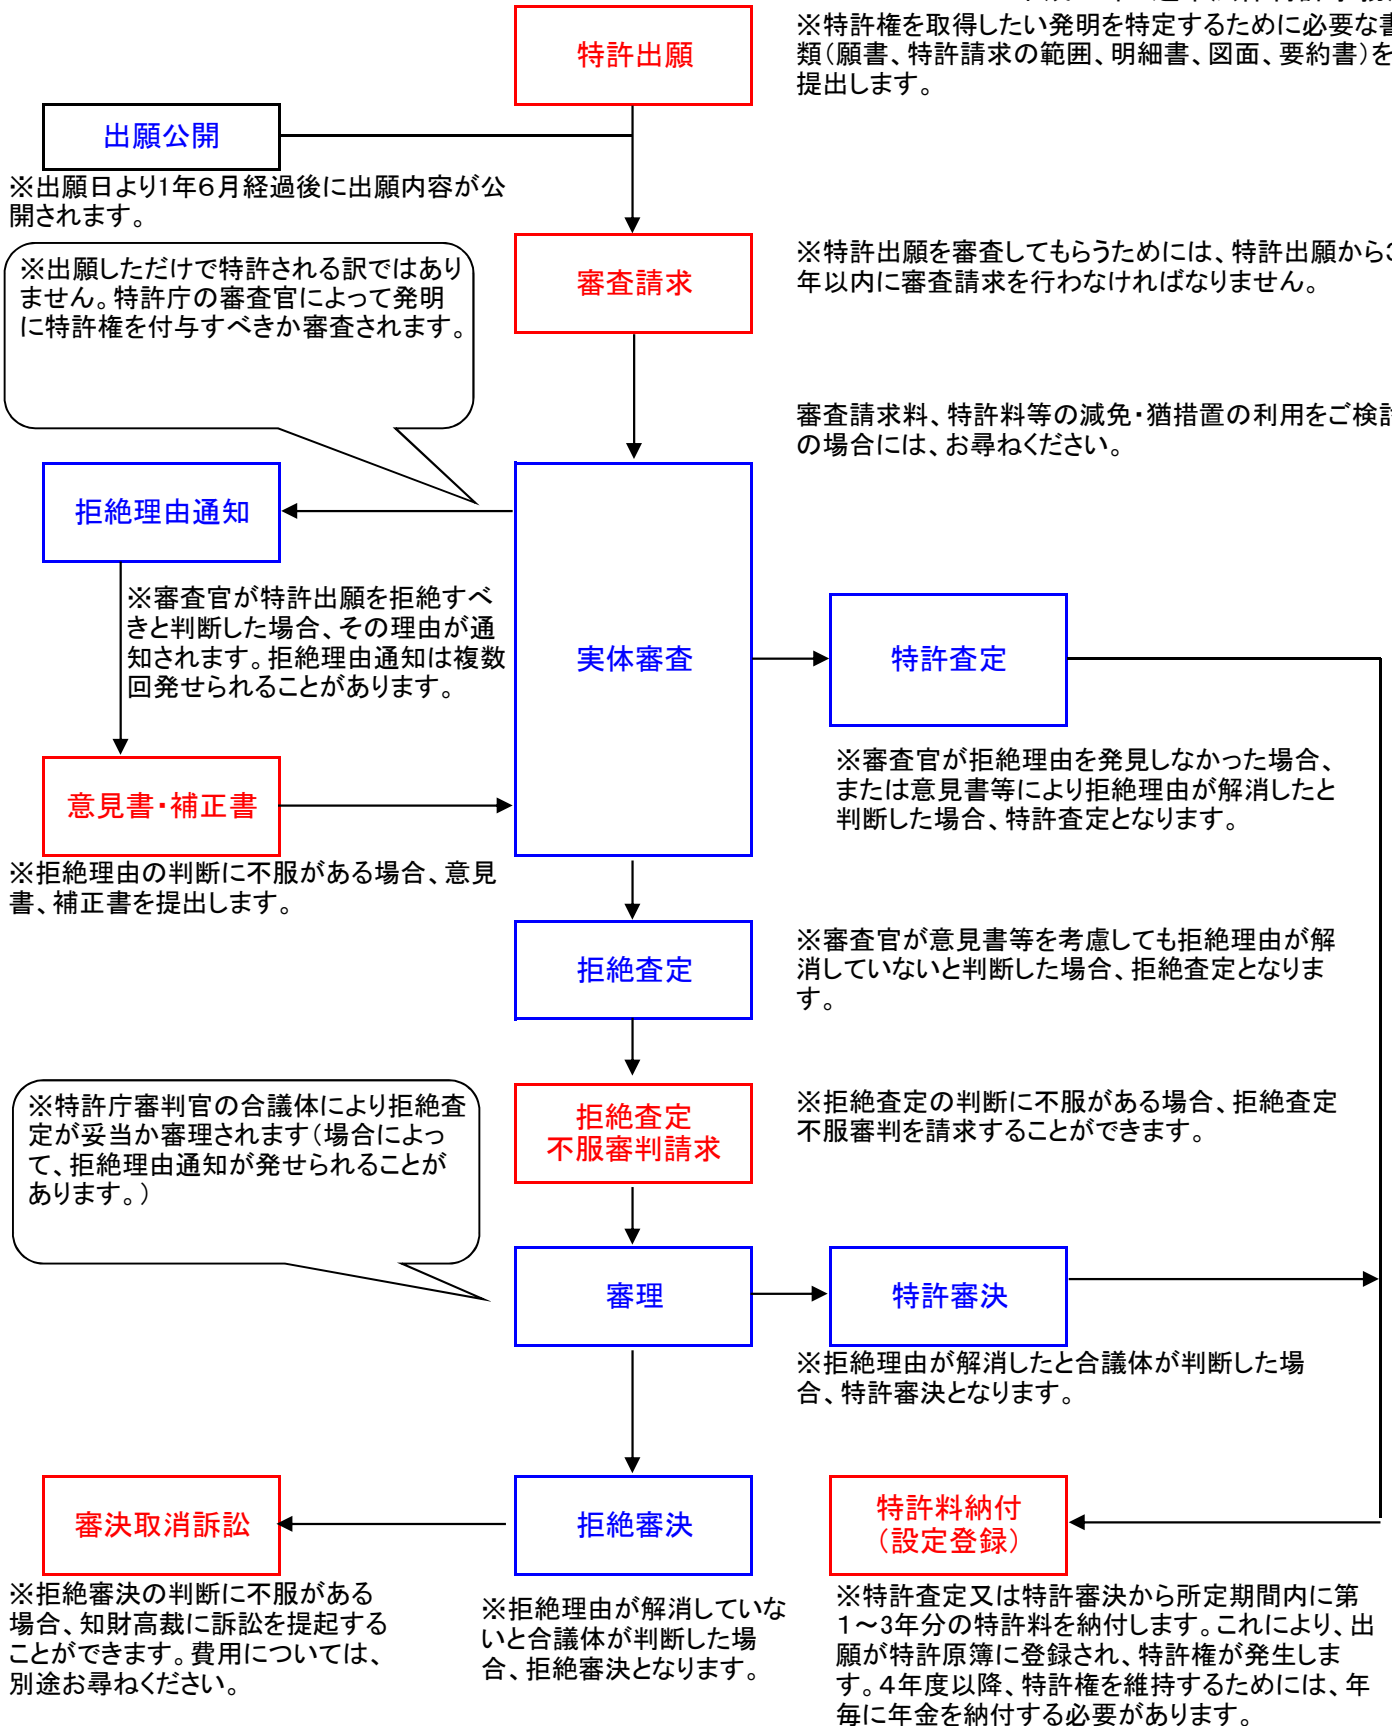 特許出願
※特許権を取得したい発明を特定するために必要な書
類（願書、特許請求の範囲、明細書、図面、要約書）を
提出します。
出願公開
※出願日より1年６月経過後に出願内容が公
開されます。
※出願しただけで特許される訳ではあり
ません。特許庁の審査官によって発明
に特許権を付与すべきか審査されます。
審査請求
※特許出願を審査してもらうためには、特許出願から3
年以内に審査請求を行わなければなりません。
審査請求料、特許料等の減免・猶措置の利用をご検討
の場合には、お尋ねください。
拒絶理由通知
※審査官が特許出願を拒絶すべ
きと判断した場合、その理由が通
知されます。拒絶理由通知は複数
回発せられることがあります。
実体審査
特許査定
※審査官が拒絶理由を発見しなかった場合、
または意見書等により拒絶理由が解消したと
判断した場合、特許査定となります。
意見書・補正書
※拒絶理由の判断に不服がある場合、意見
書、補正書を提出します。
拒絶査定
※審査官が意見書等を考慮しても拒絶理由が解
消していないと判断した場合、拒絶査定となりま
す。
※特許庁審判官の合議体により拒絶査
定が妥当か審理されます（場合によっ
て、拒絶理由通知が発せられることが
あります。）
拒絶査定
不服審判請求
※拒絶査定の判断に不服がある場合、拒絶査定
不服審判を請求することができます。
審理
特許審決
※拒絶理由が解消したと合議体が判断した場
合、特許審決となります。
審決取消訴訟
※拒絶審決の判断に不服がある
場合、知財高裁に訴訟を提起する
ことができます。費用については、
別途お尋ねください。
拒絶審決
※拒絶理由が解消していな
いと合議体が判断した場
合、拒絶審決となります。
特許料納付
（設定登録）
※特許査定又は特許審決から所定期間内に第
１～3年分の特許料を納付します。これにより、出
願が特許原簿に登録され、特許権が発生しま
す。４年度以降、特許権を維持するためには、年
毎に年金を納付する必要があります。